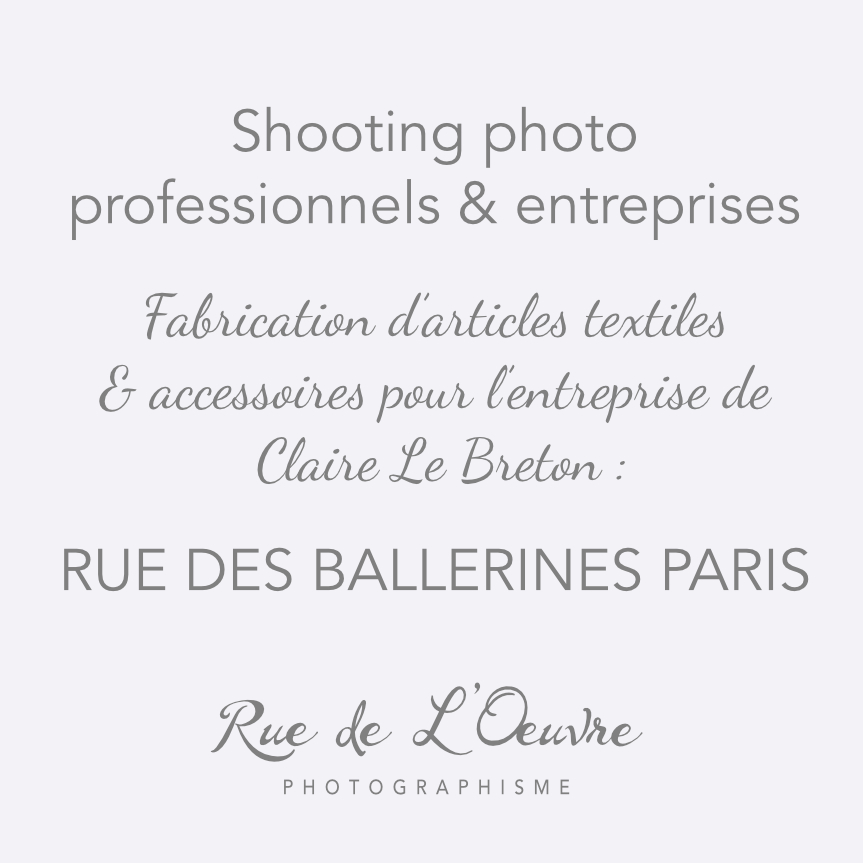 Shooting photo
professionnels & entreprises
Fabrication d'articles textiles
& accessoires pour l'entreprise de
Claire Le Breton :
RUE DES BALLERINES PARIS
Rue de L'Oeuvre
PHOTOGRAPHISME